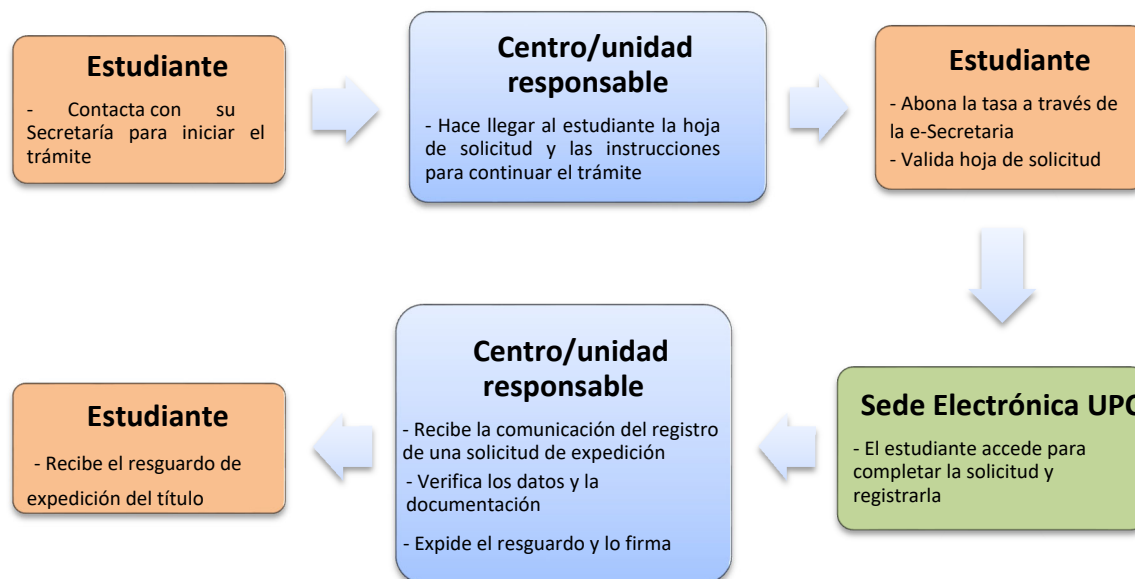 Estudiante
- Contacta con su
Secretaría para iniciar el
trámite
Centro/unidad
responsable
- Hace llegar al estudiante la hoja
de solicitud y las instrucciones
para continuar el trámite
Estudiante
- Abona la tasa a través de
la e-Secretaria
- Valida hoja de solicitud
Sede Electrónica UPC
- El estudiante accede para
completar la solicitud y
registrarla
Centro/unidad
responsable
- Recibe la comunicación del registro
de una solicitud de expedición
- Verifica los datos y la
documentación
- Expide el resguardo y lo firma
Estudiante
- Recibe el resguardo de
expedición del título